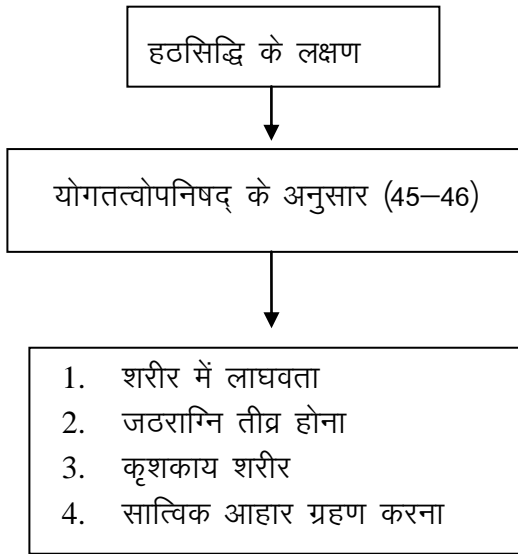 हठसिद्धि के लक्षण
योगतत्वोपनिषद् के अनुसार (45–46)
1. शरीर में लाघवता
2. जठराग्नि तीव्र होना
3. कृशकाय शरीर
4. सात्विक आहार ग्रहण करना